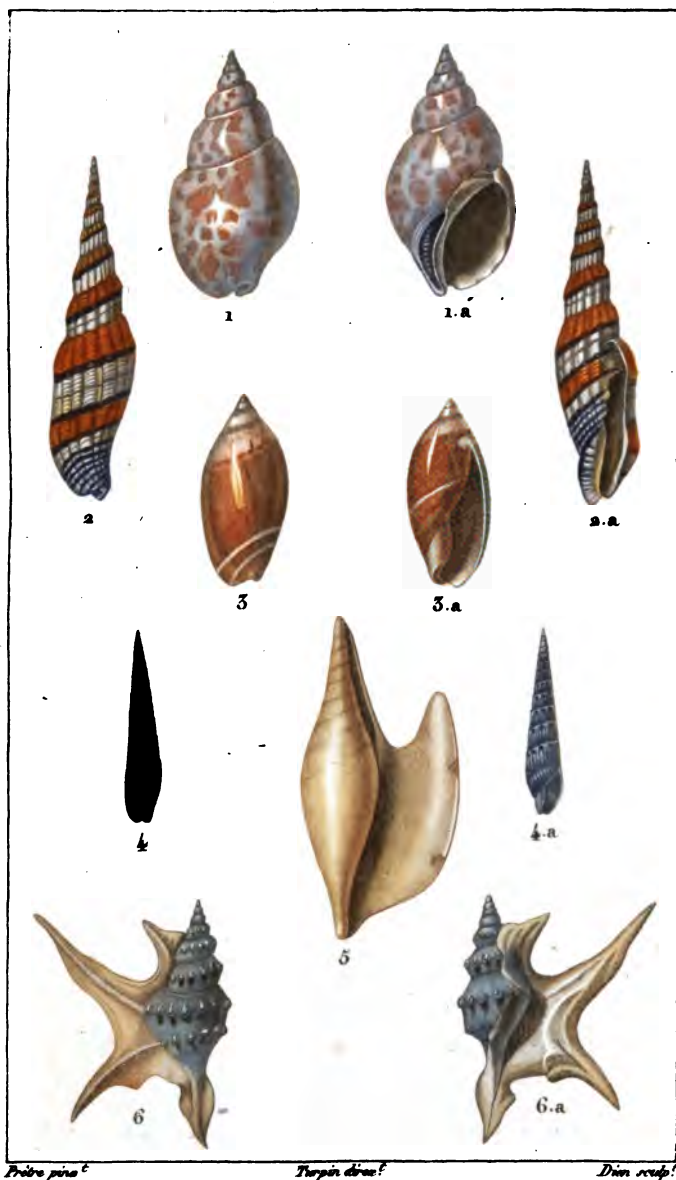 1
1.a
2
2.a
3
3.a
4
4.a
5
6
6.a
Prêtre pinx.t Turpin direx.t Dien sculp.t